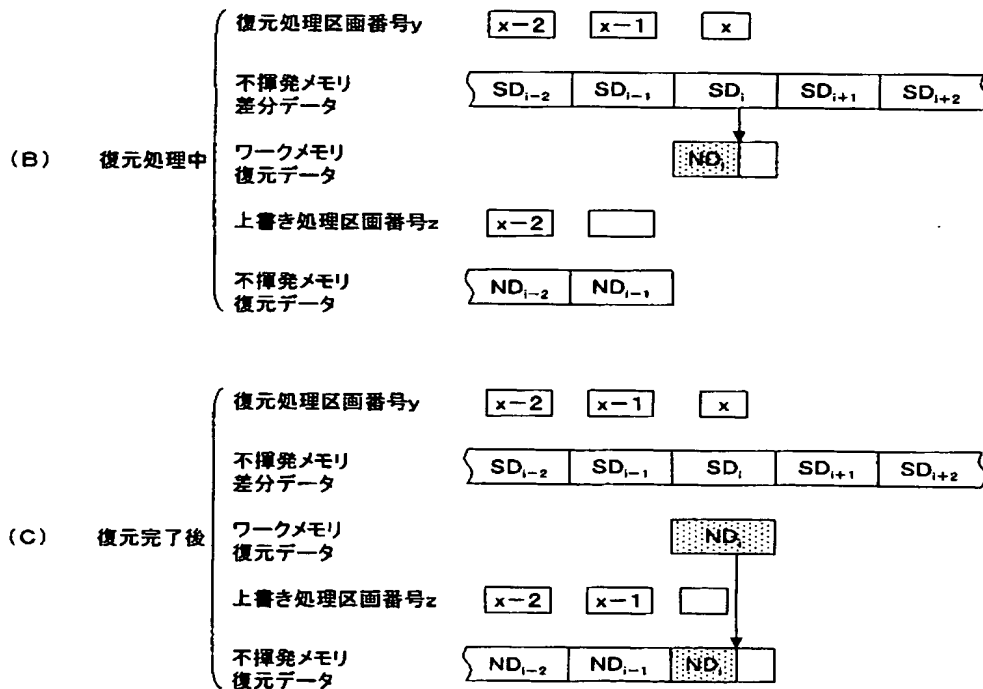 復元処理区画番号y x-2 x-1 x
不揮発メモリ
差分データ
SDi-2 SDi-1 SDi SDi+1 SDi+2
(B) 復元処理中
ワークメモリ
復元データ
NDi
上書き処理区画番号z x-2
不揮発メモリ
復元データ
NDi-2 NDi-1
復元処理区画番号y x-2 x-1 x
不揮発メモリ
差分データ
SDi-2 SDi-1 SDi SDi+1 SDi+2
(C) 復元完了後
ワークメモリ
復元データ
NDi
上書き処理区画番号z x-2 x-1
不揮発メモリ
復元データ
NDi-2 NDi-1 NDi